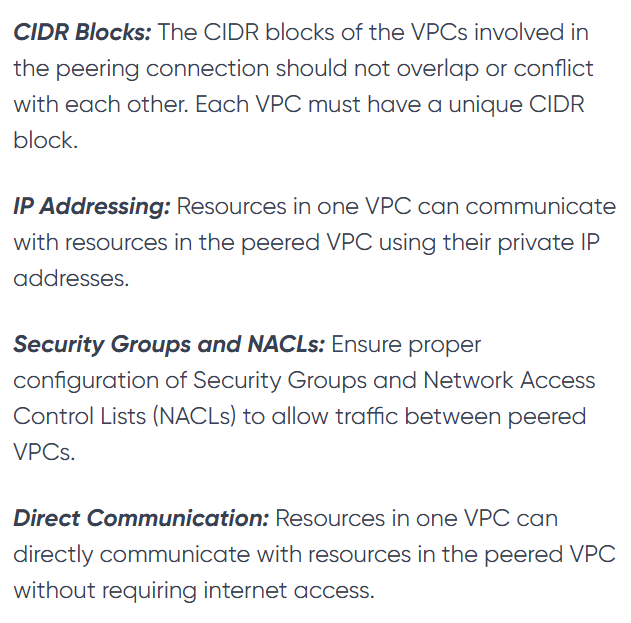 CIDR Blocks: The CIDR blocks of the VPCs involved in
the peering connection should not overlap or conflict
with each other. Each VPC must have a unique CIDR
block.
IP Addressing: Resources in one VPC can communicate
with resources in the peered VPC using their private IP
addresses.
Security Groups and NACLs: Ensure proper
configuration of Security Groups and Network Access
Control Lists (NACLs) to allow traffic between peered
VPCs.
Direct Communication: Resources in one VPC can
directly communicate with resources in the peered VPC
without requiring internet access.